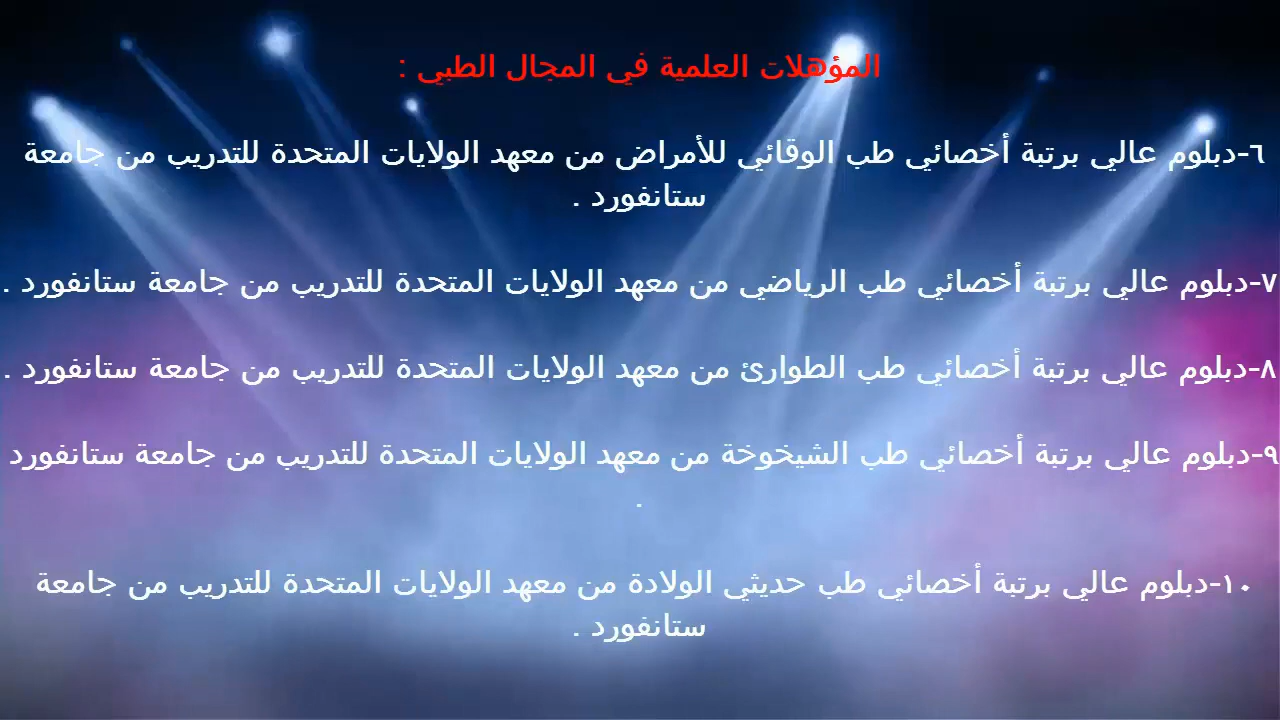 المؤهلات العلمية في المجال الطبي :
٦-دبلوم عالي برتبة أخصائي طب الوقائي للأمراض من معهد الولايات المتحدة للتدريب من جامعة
ستانفورد .
٧-دبلوم عالي برتبة أخصائي طب الرياضي من معهد الولايات المتحدة للتدريب من جامعة ستانفورد .
٨-دبلوم عالي برتبة أخصائي طب الطوارئ من معهد الولايات المتحدة للتدريب من جامعة ستانفورد .
٩-دبلوم عالي برتبة أخصائي طب الشيخوخة من معهد الولايات المتحدة للتدريب من جامعة ستانفورد
.
١٠-دبلوم عالي برتبة أخصائي طب حديثي الولادة من معهد الولايات المتحدة للتدريب من جامعة
ستانفورد .